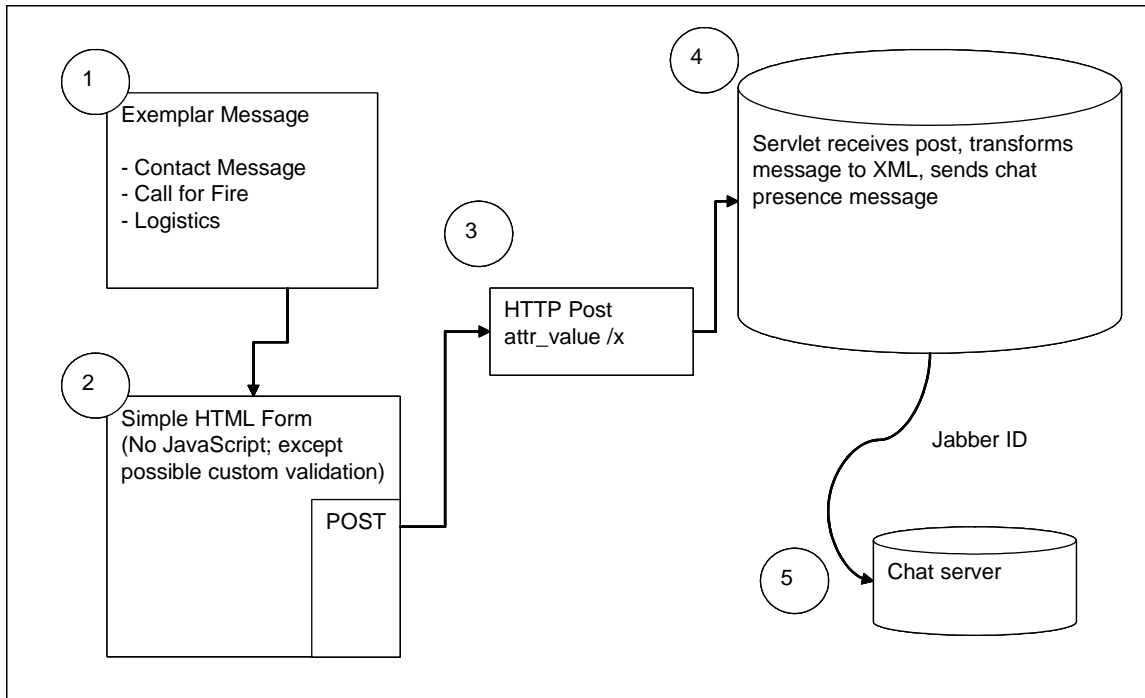 1
Exemplar Message
- Contact Message
- Call for Fire
- Logistics
2
Simple HTML Form
(No JavaScript; except
possible custom validation)
POST
3
HTTP Post
attr_value /x
4
Servlet receives post, transforms
message to XML, sends chat
presence message
Jabber ID
5
Chat server